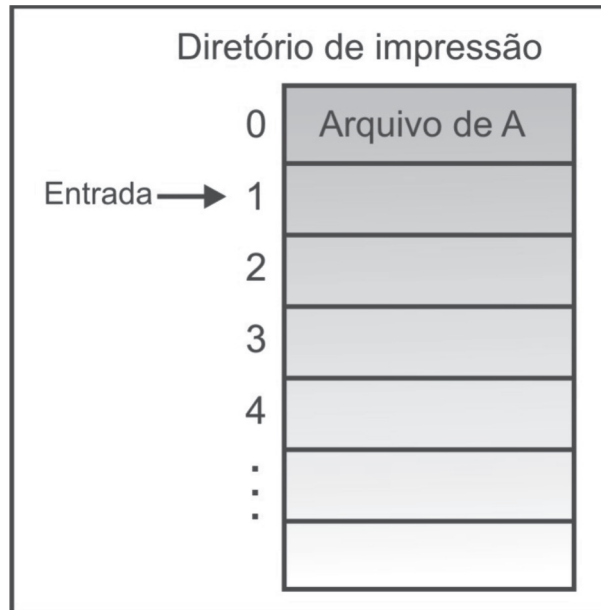 Diretório de impressão
0 Arquivo de A
Entrada 1
2
3
4